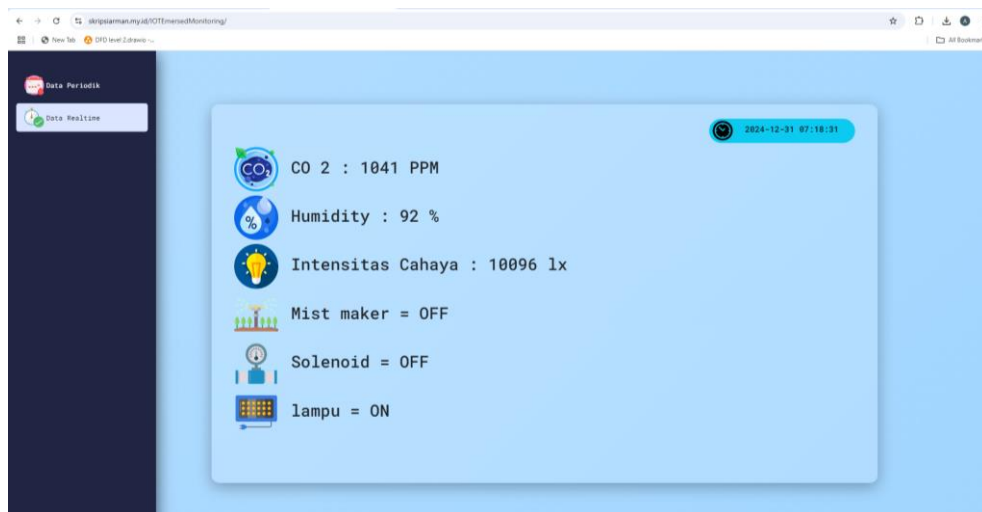 skripsiarman.my.id/IOTEmersedMonitoring/
New Tab
DFD level 2.drawio -...
All Bookmar
Data Periodik
Data Realtime
2024-12-31 07:18:31
CO2
CO 2 : 1041 PPM
%
Humidity : 92 %
Intensitas Cahaya : 10096 lx
Mist maker = OFF
Solenoid = OFF
lampu = ON